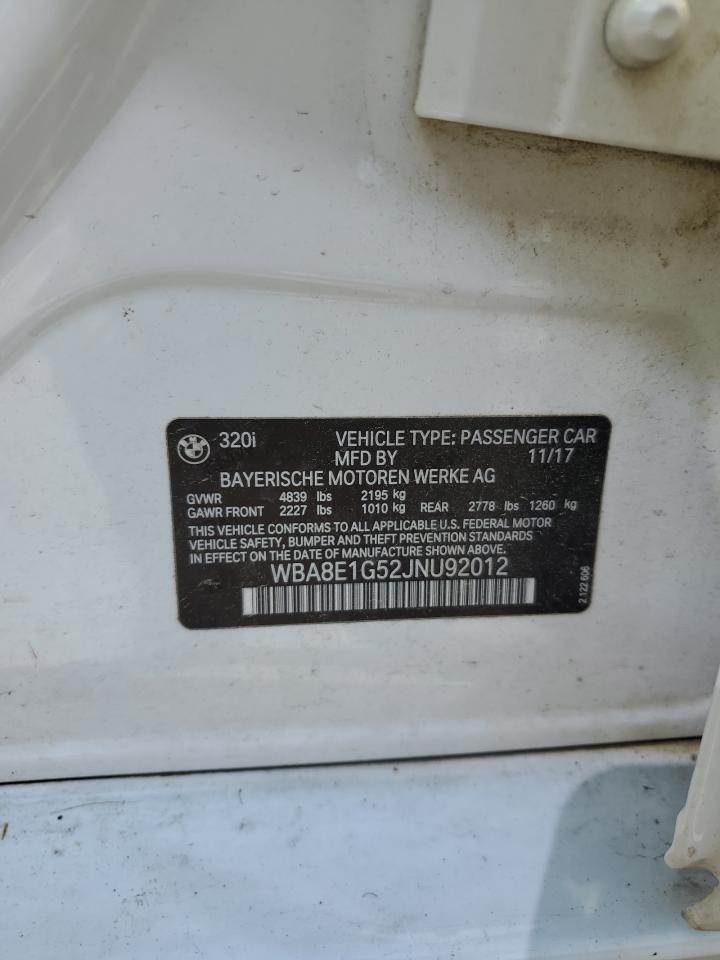 BMW 320i VEHICLE TYPE: PASSENGER CAR
MFD BY 11/17
BAYERISCHE MOTOREN WERKE AG
GVWR 4839 lbs 2195 kg
GAWR FRONT 2227 lbs 1010 kg REAR 2778 lbs 1260 kg
THIS VEHICLE CONFORMS TO ALL APPLICABLE U.S. FEDERAL MOTOR
VEHICLE SAFETY, BUMPER AND THEFT PREVENTION STANDARDS
IN EFFECT ON THE DATE OF MANUFACTURE SHOWN ABOVE.
WBA8E1G52JNU92012
2 122 606